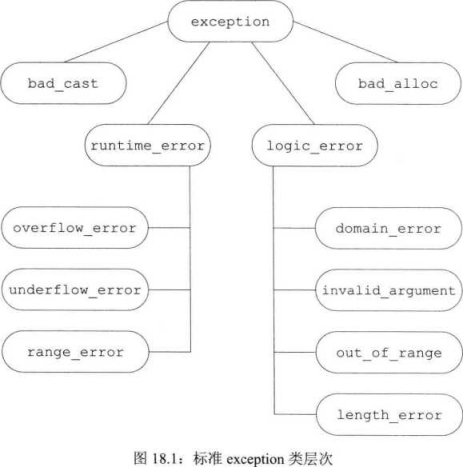 exception
bad_cast
bad_alloc
runtime_error
logic_error
overflow_error
domain_error
underflow_error
invalid_argument
range_error
out_of_range
length_error
图 18.1：标准 exception 类层次